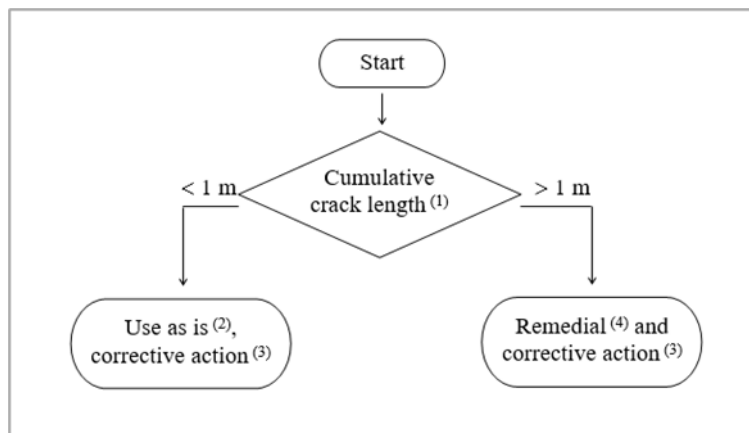 Start
Cumulative
crack length (1)
< 1 m
> 1 m
Use as is (2),
corrective action (3)
Remedial (4) and
corrective action (3)